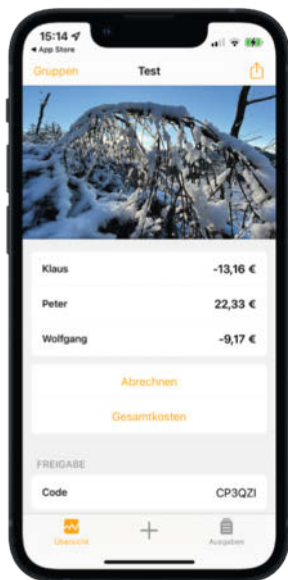 15:14
◀ App Store
Gruppen Test
Klaus -13,16 €
Peter 22,33 €
Wolfgang -9,17 €
Abrechnen
Gesamtkosten
FREIGABE
Code CP3QZI
Übersicht Ausgaben